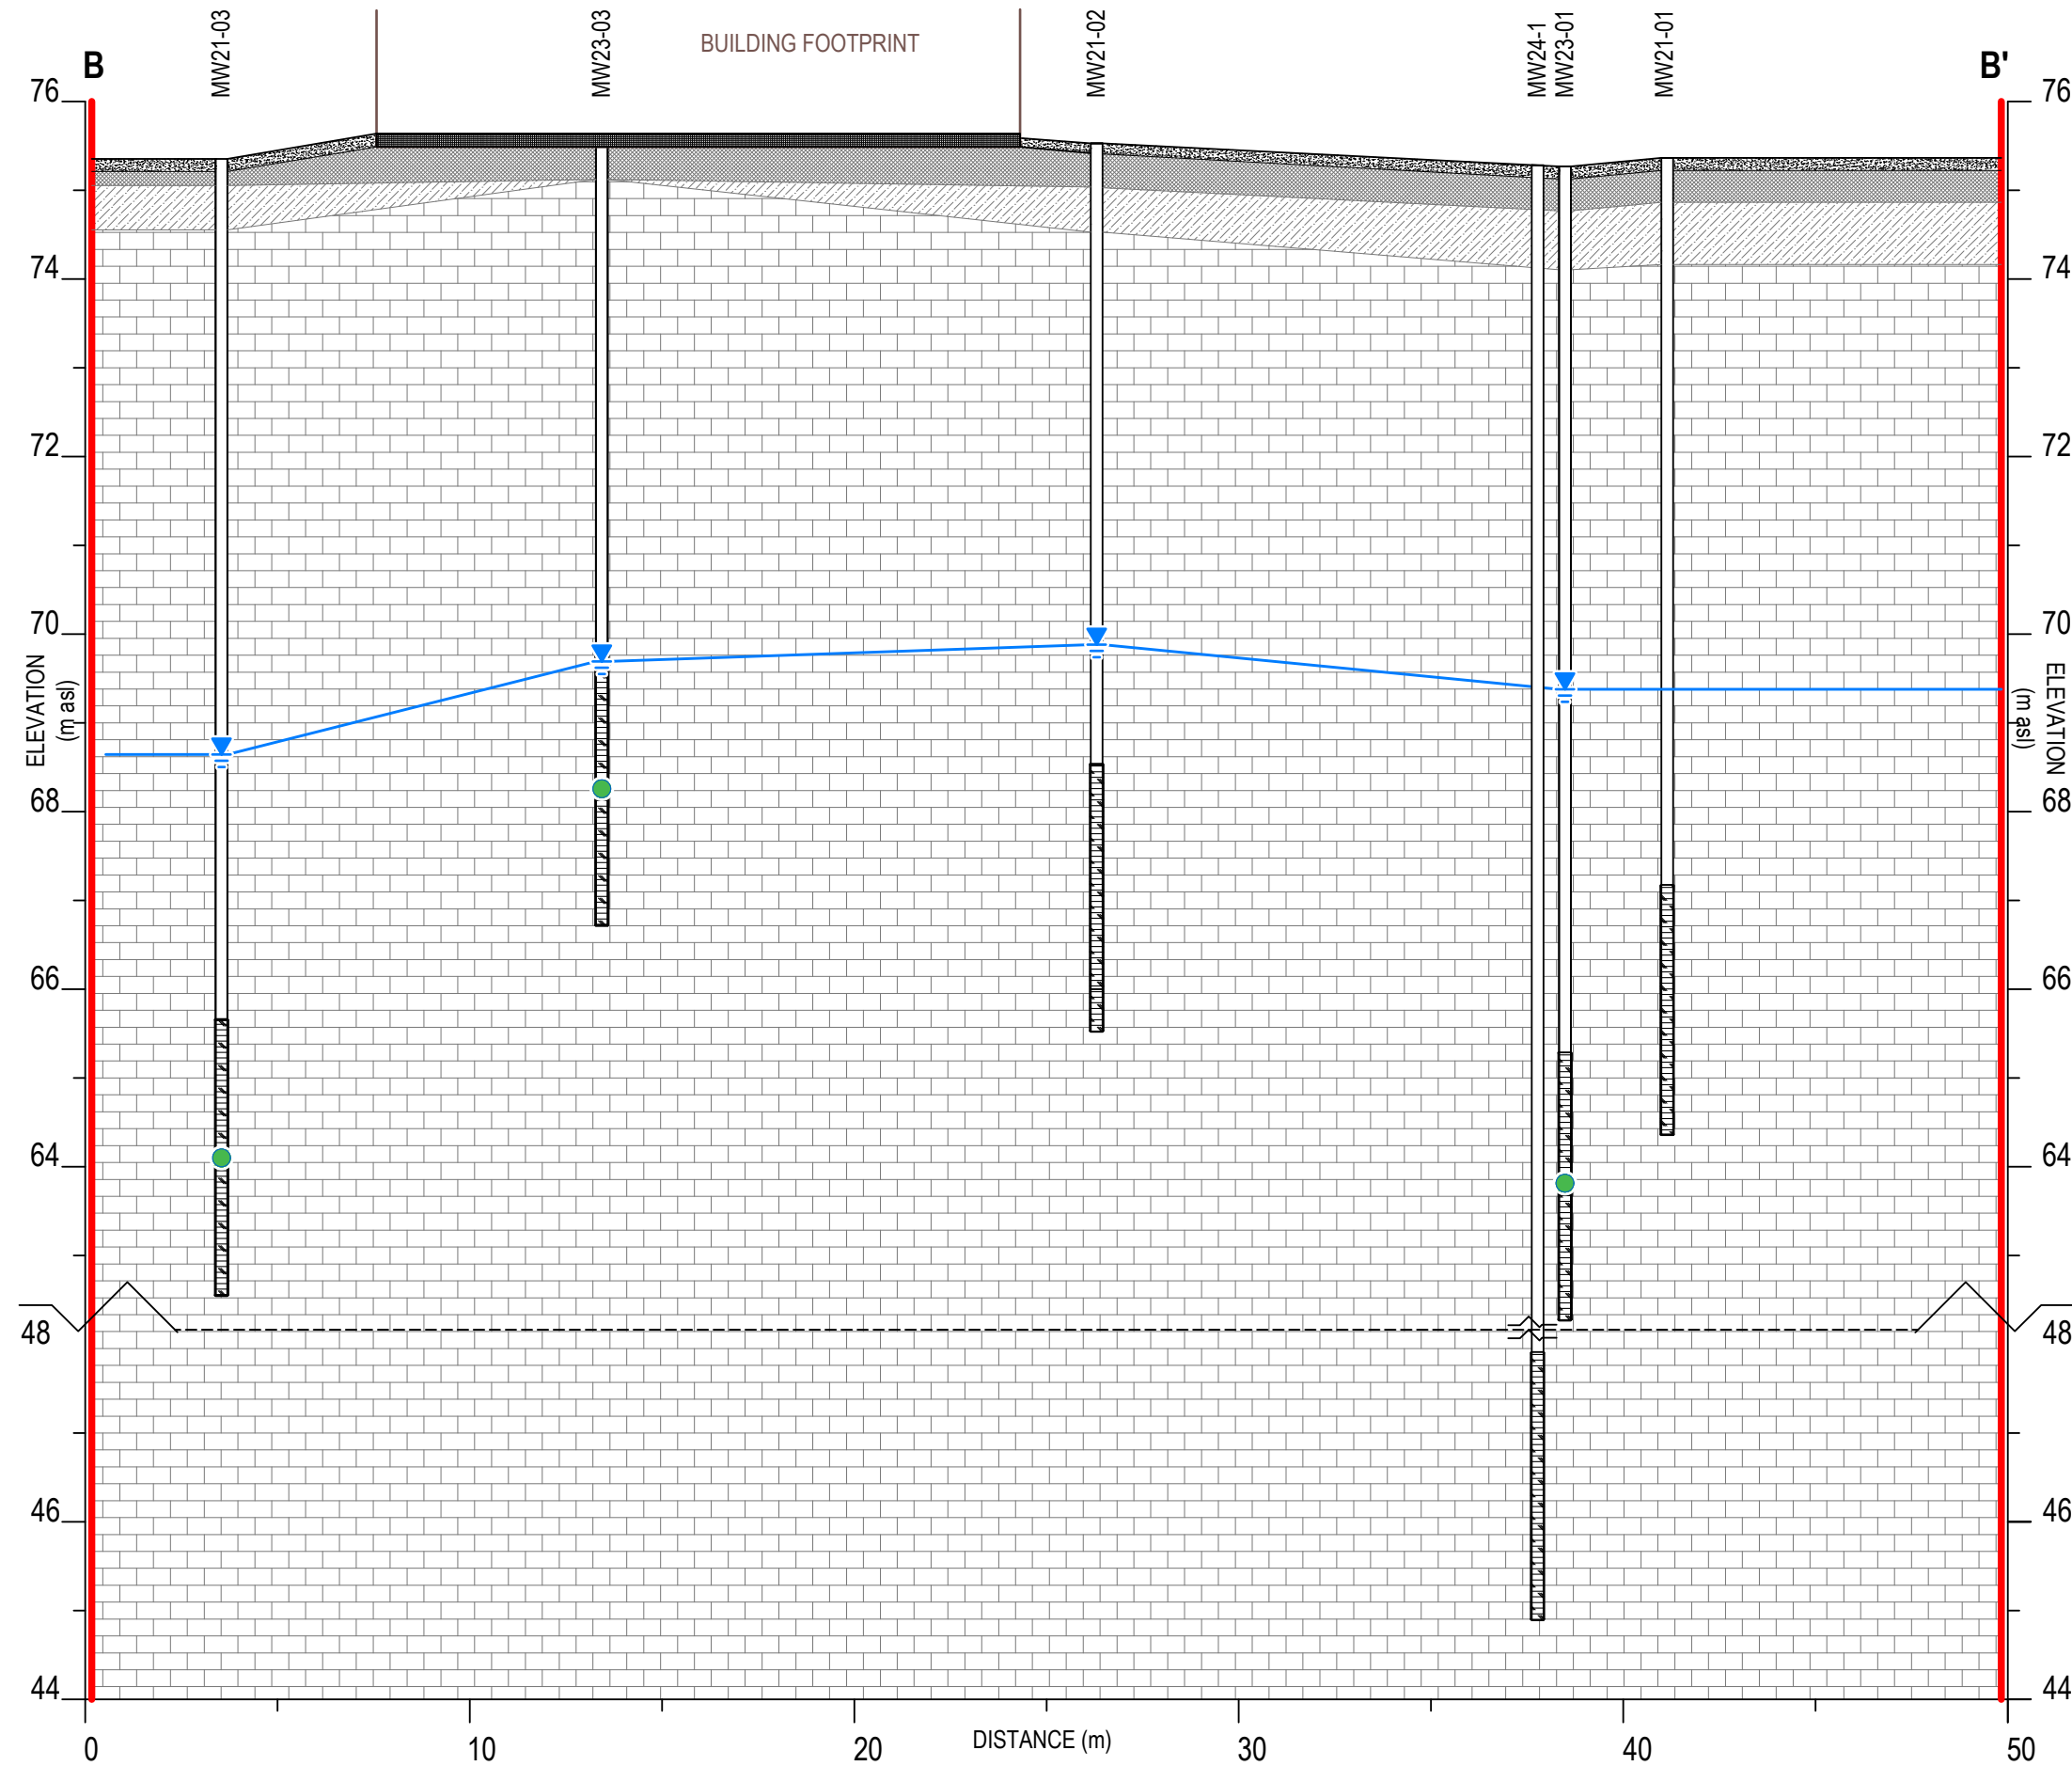 MW21-03
MW23-03
BUILDING FOOTPRINT
MW21-02
MW24-1
MW23-01
MW21-01
B
B'
76
76
74
74
72
72
70
70
ELEVATION
(m asl)
ELEVATION
(m asl)
68
68
66
66
64
64
48
48
46
46
44
44
0
10
20
DISTANCE (m)
30
40
50